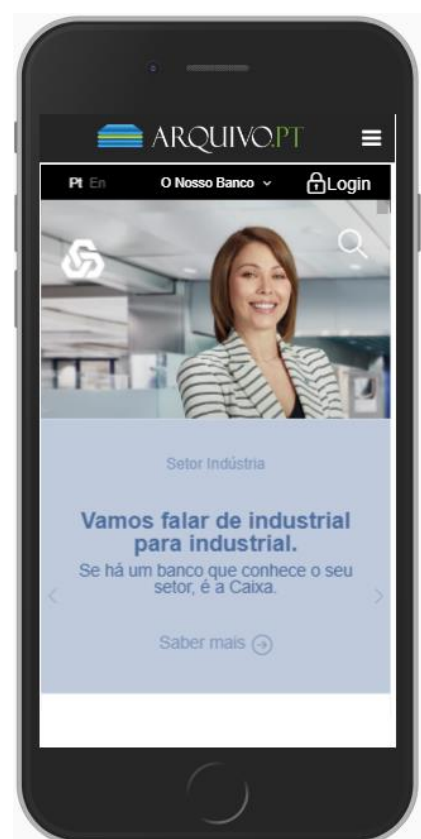 ARQUIVO.PT
Pt En O Nosso Banco Login
Setor Indústria
Vamos falar de industrial
para industrial.
Se há um banco que conhece o seu
setor, é a Caixa.
Saber mais